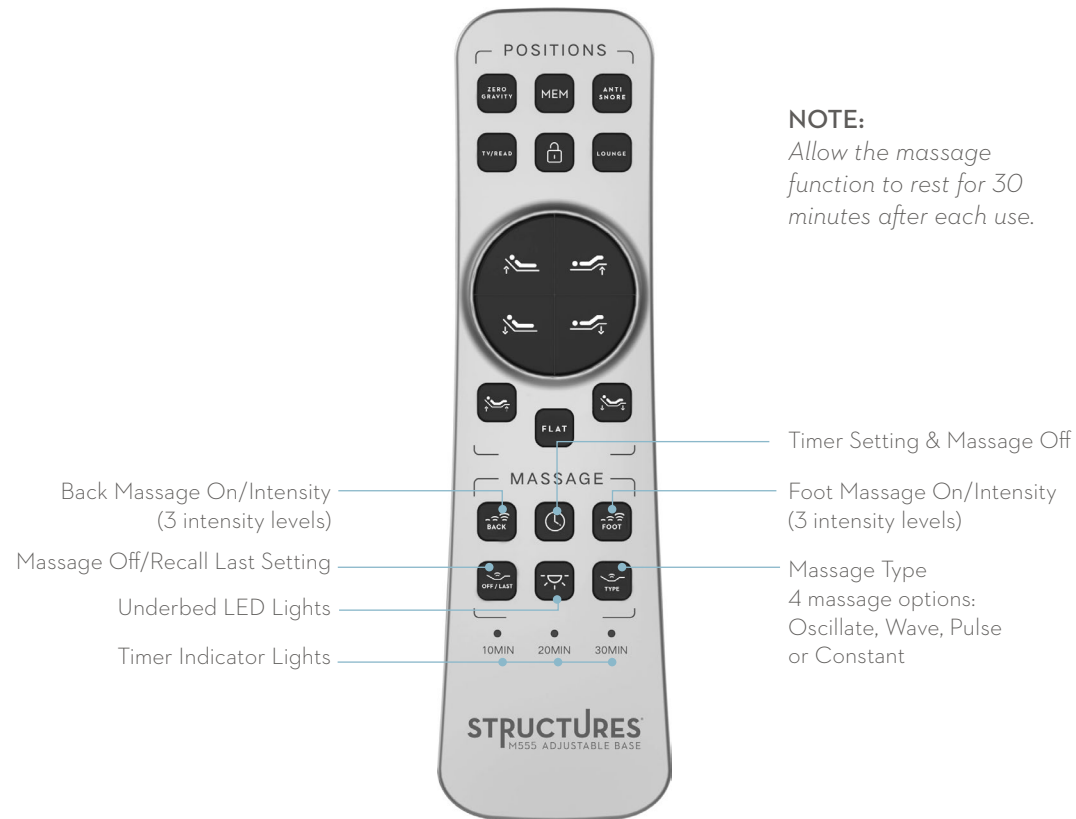 POSITIONS
ZERO
GRAVITY
MEM
ANTI
SNORE
TV/READ
LOUNGE
NOTE:
Allow the massage
function to rest for 30
minutes after each use.
FLAT
Timer Setting & Massage Off
MASSAGE
Back Massage On/Intensity
(3 intensity levels)
BACK
FOOT
Foot Massage On/Intensity
(3 intensity levels)
Massage Off/Recall Last Setting
OFF / LAST
TYPE
Massage Type
4 massage options:
Oscillate, Wave, Pulse
or Constant
Underbed LED Lights
Timer Indicator Lights
10MIN 20MIN 30MIN
STRUCTURES
M555 ADJUSTABLE BASE